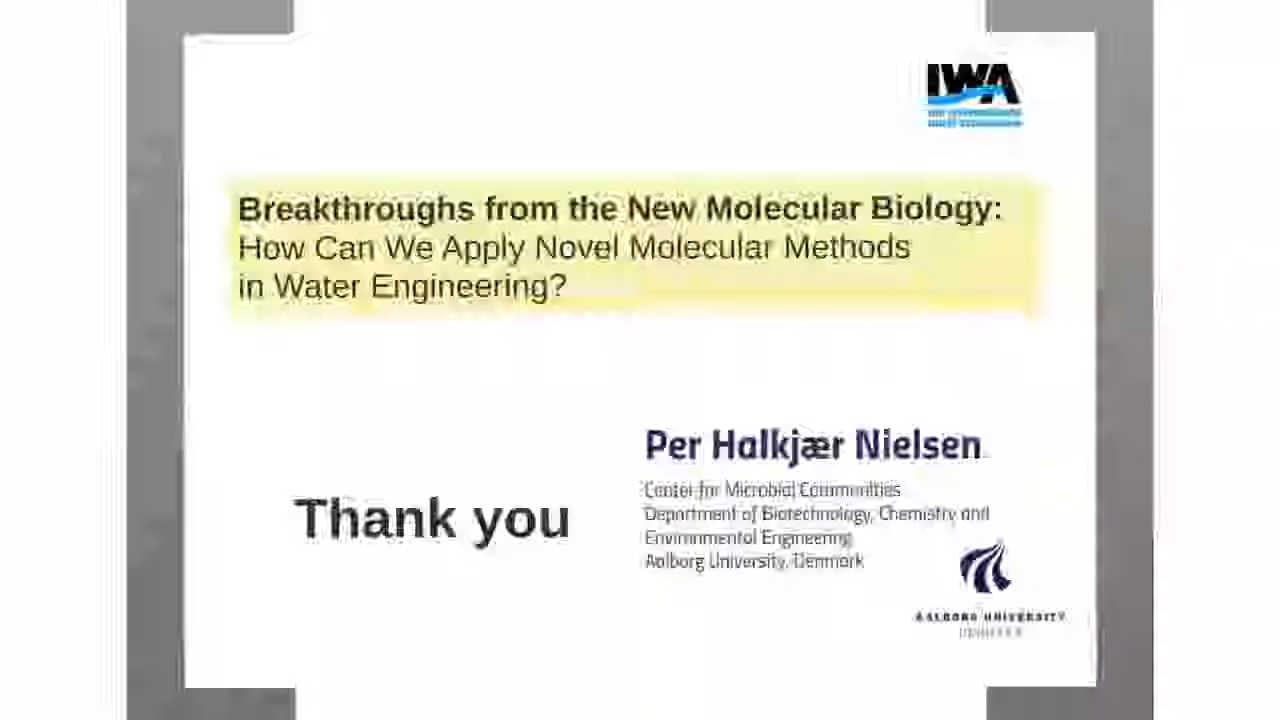 IWA
Breakthroughs from the New Molecular Biology:
How Can We Apply Novel Molecular Methods
in Water Engineering?
Per Halkjær Nielsen
Center for Microbial Communities
Department of Biotechnology, Chemistry and
Environmental Engineering
Aalborg University, Denmark
Thank you
AALBORG UNIVERSITY
DENMARK